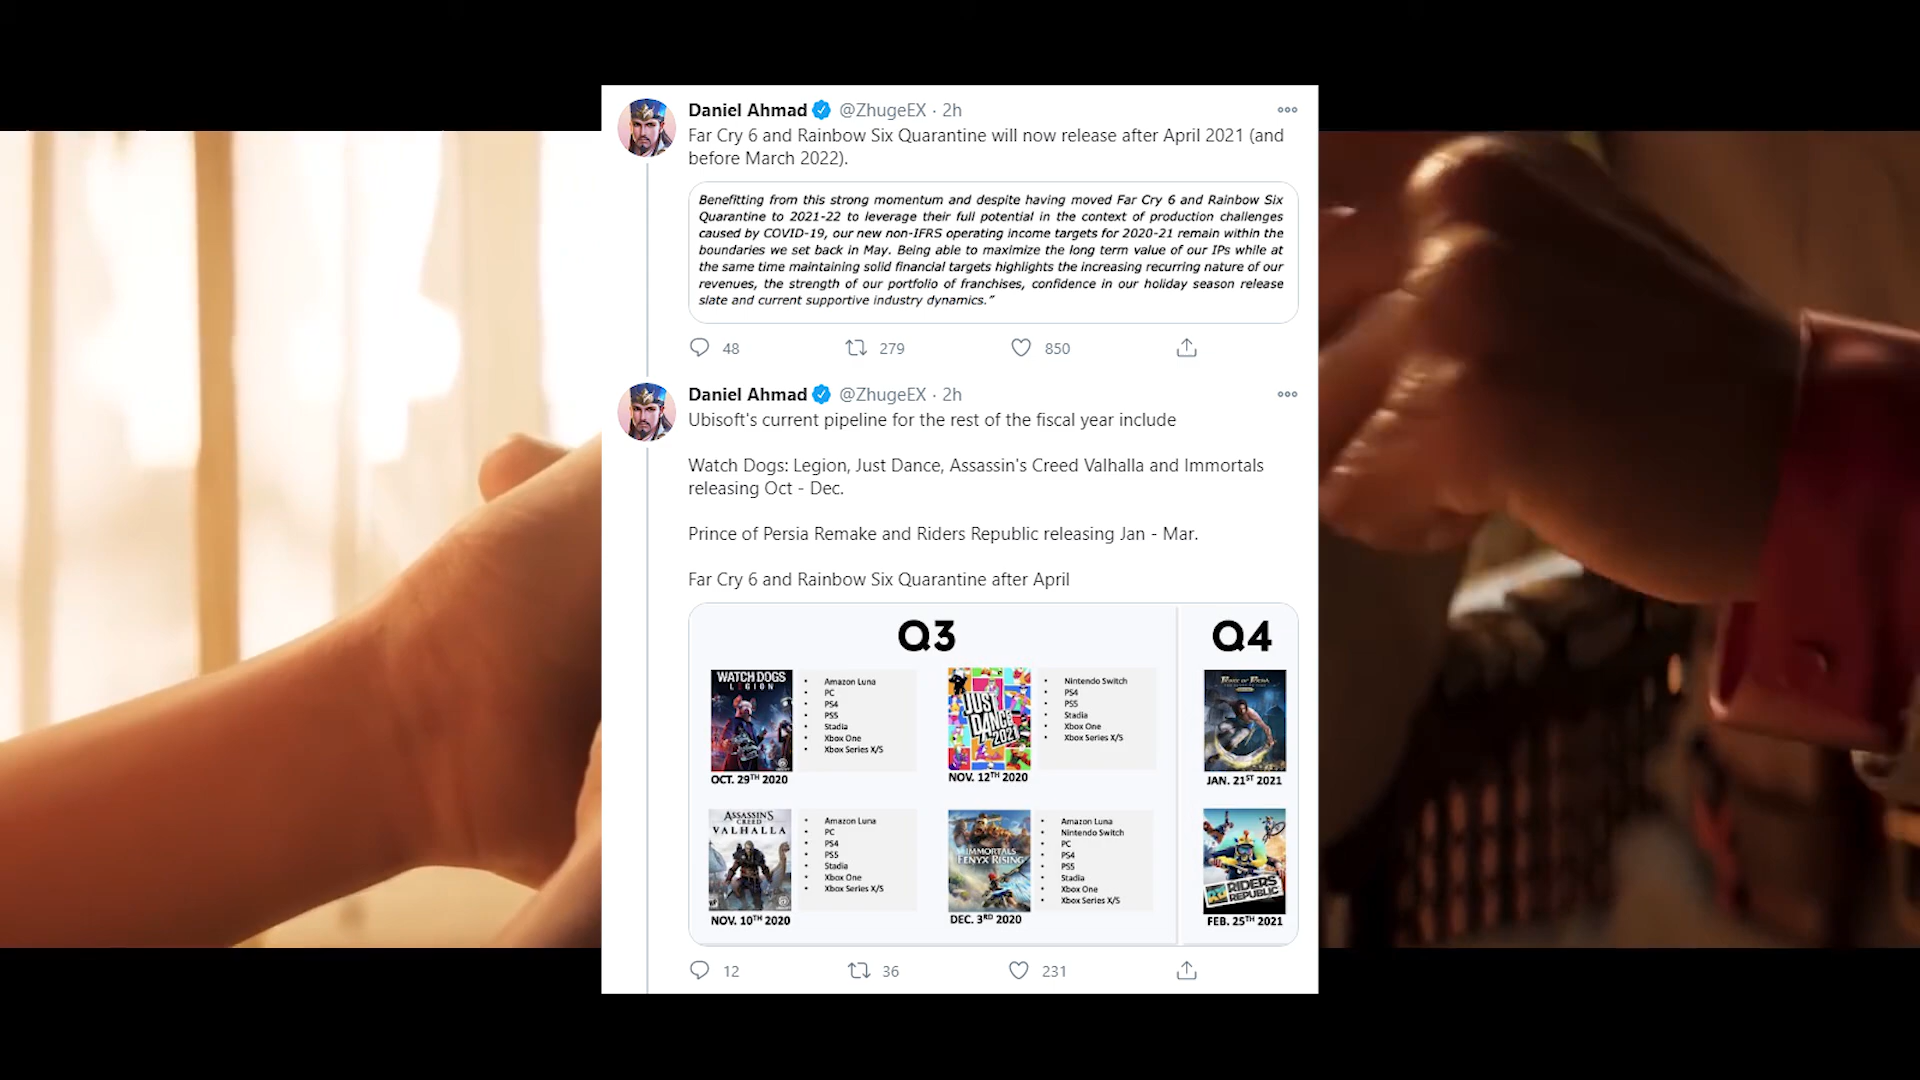 Daniel Ahmad @ZhugeEX · 2h
Far Cry 6 and Rainbow Six Quarantine will now release after April 2021 (and
before March 2022).
Benefitting from this strong momentum and despite having moved Far Cry 6 and Rainbow Six
Quarantine to 2021-22 to leverage their full potential in the context of production challenges
caused by COVID-19, our new non-IFRS operating income targets for 2020-21 remain within the
boundaries we set back in May. Being able to maximize the long term value of our IPs while at
the same time maintaining solid financial targets highlights the increasing recurring nature of our
revenues, the strength of our portfolio of franchises, confidence in our holiday season release
slate and current supportive industry dynamics."
48 279 850
Daniel Ahmad @ZhugeEX · 2h
Ubisoft's current pipeline for the rest of the fiscal year include
Watch Dogs: Legion, Just Dance, Assassin's Creed Valhalla and Immortals
releasing Oct - Dec.
Prince of Persia Remake and Riders Republic releasing Jan - Mar.
Far Cry 6 and Rainbow Six Quarantine after April
Q3
WATCH DOGS
LEGION
• Amazon Luna
• PC
• PS4
• PS5
• Stadia
• Xbox One
• Xbox Series X/S
OCT. 29TH 2020
JUST
DANCE
2021
• Nintendo Switch
• PS4
• PS5
• Stadia
• Xbox One
• Xbox Series X/S
NOV. 12TH 2020
ASSASSIN'S
CREED
VALHALLA
• Amazon Luna
• PC
• PS4
• PS5
• Stadia
• Xbox One
• Xbox Series X/S
NOV. 10TH 2020
IMMORTALS
FENYX RISING
• Amazon Luna
• Nintendo Switch
• PC
• PS4
• PS5
• Stadia
• Xbox One
• Xbox Series X/S
DEC. 3RD 2020
Q4
Prince of Persia
JAN. 21ST 2021
RIDERS
REPUBLIC
FEB. 25TH 2021
12 36 231